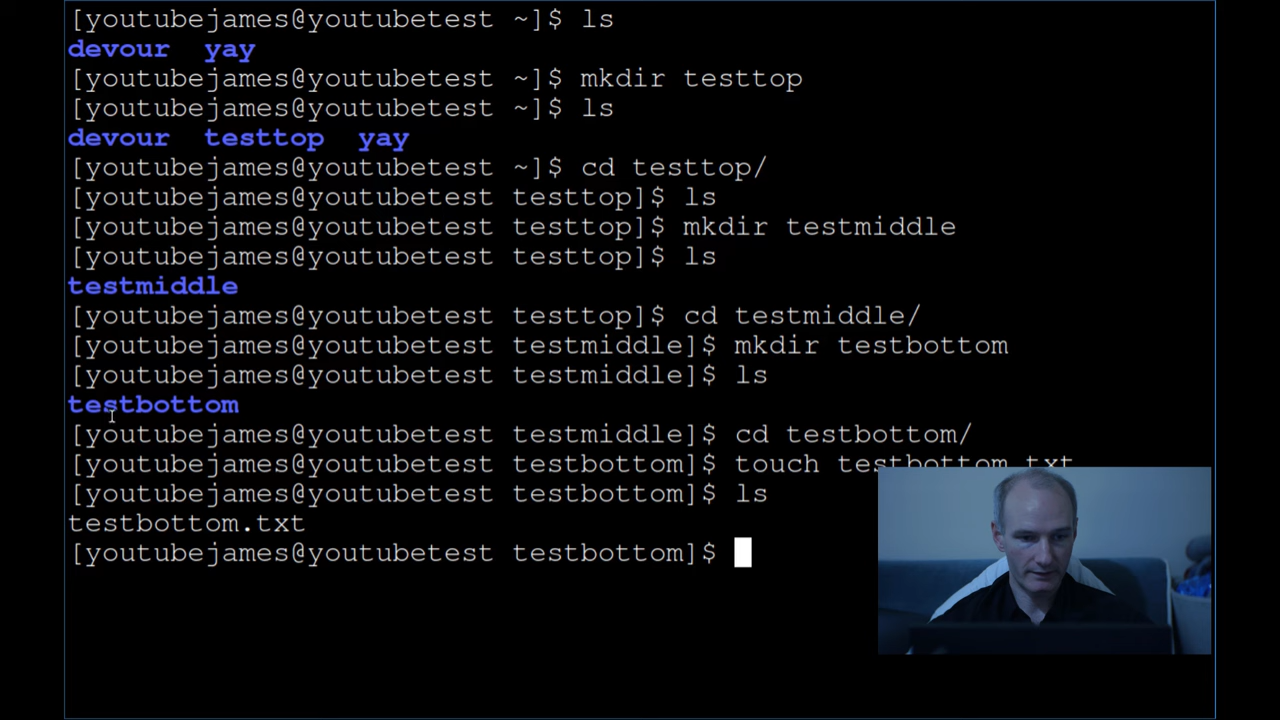 [youtubejames@youtubetest ~]$ ls
devour  yay
[youtubejames@youtubetest ~]$ mkdir testtop
[youtubejames@youtubetest ~]$ ls
devour  testtop  yay
[youtubejames@youtubetest ~]$ cd testtop/
[youtubejames@youtubetest testtop]$ ls
[youtubejames@youtubetest testtop]$ mkdir testmiddle
[youtubejames@youtubetest testtop]$ ls
testmiddle
[youtubejames@youtubetest testtop]$ cd testmiddle/
[youtubejames@youtubetest testmiddle]$ mkdir testbottom
[youtubejames@youtubetest testmiddle]$ ls
testbottom
[youtubejames@youtubetest testmiddle]$ cd testbottom/
[youtubejames@youtubetest testbottom]$ touch testbottom.txt
[youtubejames@youtubetest testbottom]$ ls
testbottom.txt
[youtubejames@youtubetest testbottom]$